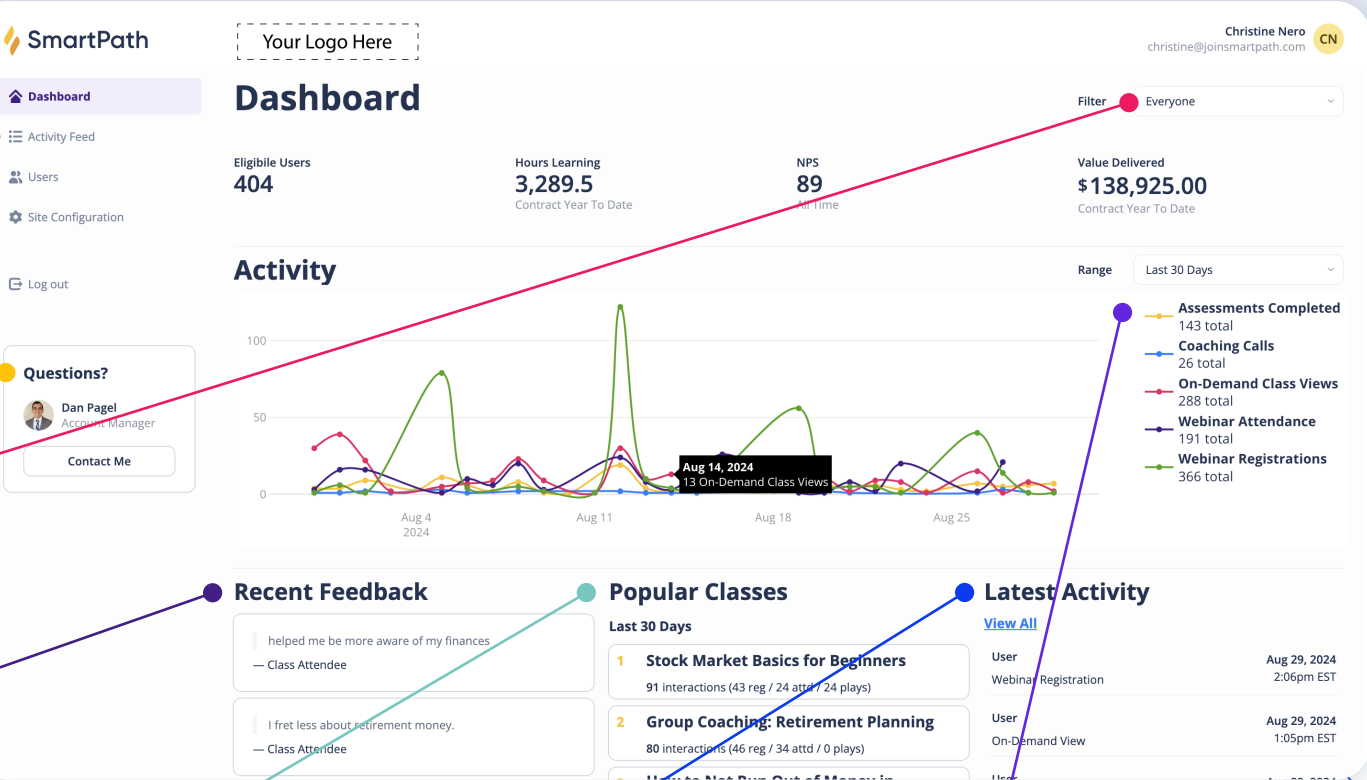 SmartPath
Your Logo Here
Christine Nero
christine@joinsmartpath.com
CN
Dashboard
Activity Feed
Users
Site Configuration
Log out
Questions?
Dan Pagel
Account Manager
Contact Me
Dashboard
Filter
Everyone
Eligibile Users
404
Hours Learning
3,289.5
Contract Year To Date
NPS
89
All Time
Value Delivered
$138,925.00
Contract Year To Date
Activity
Range
Last 30 Days
100
50
0
Aug 4
2024
Aug 11
Aug 18
Aug 25
Aug 14, 2024
13 On-Demand Class Views
Assessments Completed
143 total
Coaching Calls
26 total
On-Demand Class Views
288 total
Webinar Attendance
191 total
Webinar Registrations
366 total
Recent Feedback
helped me be more aware of my finances
— Class Attendee
I fret less about retirement money.
— Class Attendee
Popular Classes
Last 30 Days
1 Stock Market Basics for Beginners
91 interactions (43 reg / 24 attd / 24 plays)
2 Group Coaching: Retirement Planning
80 interactions (46 reg / 34 attd / 0 plays)
How to Not Run Out of Money in
Latest Activity
View All
User
Webinar Registration
Aug 29, 2024
2:06pm EST
User
On-Demand View
Aug 29, 2024
1:05pm EST
User